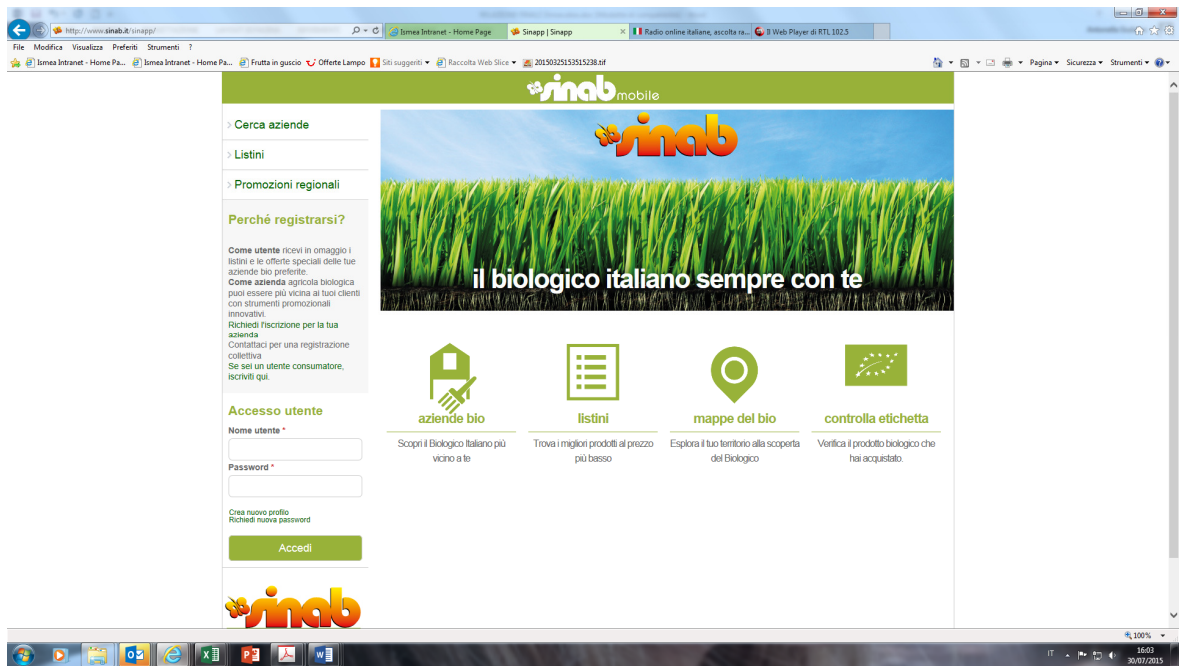 http://www.sinab.it/sinapp/
Ismea Intranet - Home Page
Sinapp | Sinapp
Radio online italiane, ascolta ra...
Il Web Player di RTL 102.5
File Modifica Visualizza Preferiti Strumenti ?
Ismea Intranet - Home Pa... Ismea Intranet - Home Pa... Frutta in guscio Offerte Lampo Siti suggeriti Raccolta Web Slice 20150325153515238.tif Pagina Sicurezza Strumenti
sinab mobile
Cerca aziende
Listini
Promozioni regionali
Perché registrarsi?
Come utente ricevi in omaggio i
listini e le offerte speciali delle tue
aziende bio preferite.
Come azienda agricola biologica
puoi essere più vicina ai tuoi clienti
con strumenti promozionali
innovativi.
Richiedi l'iscrizione per la tua
azienda
Contattaci per una registrazione
collettiva
Se sei un utente consumatore,
iscriviti qui.
Accesso utente
Nome utente *
Password *
Crea nuovo profilo
Richiedi nuova password
Accedi
sinab
sinab
il biologico italiano sempre con te
aziende bio
Scopri il Biologico Italiano più
vicino a te
listini
Trova i migliori prodotti al prezzo
più basso
mappe del bio
Esplora il tuo territorio alla scoperta
del Biologico
controlla etichetta
Verifica il prodotto biologico che
hai acquistato.
100%
IT
16:03
30/07/2015